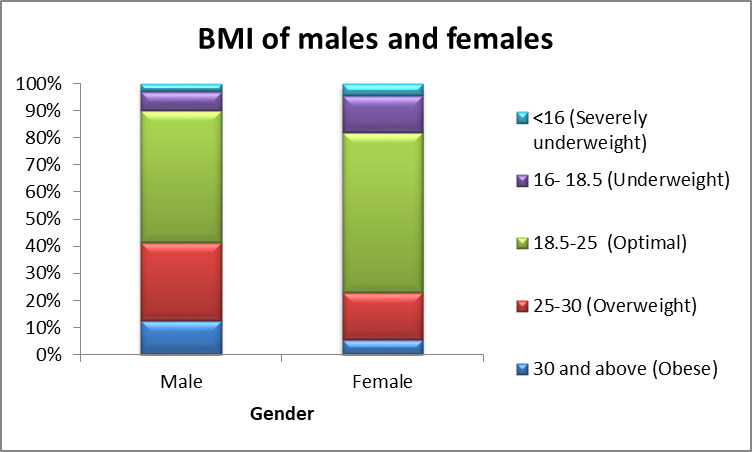 BMI of males and females
100%
90%
80%
70%
60%
50%
40%
30%
20%
10%
0%
Male
Female
Gender
<16 (Severely
underweight)
16- 18.5 (Underweight)
18.5-25  (Optimal)
25-30 (Overweight)
30 and above (Obese)